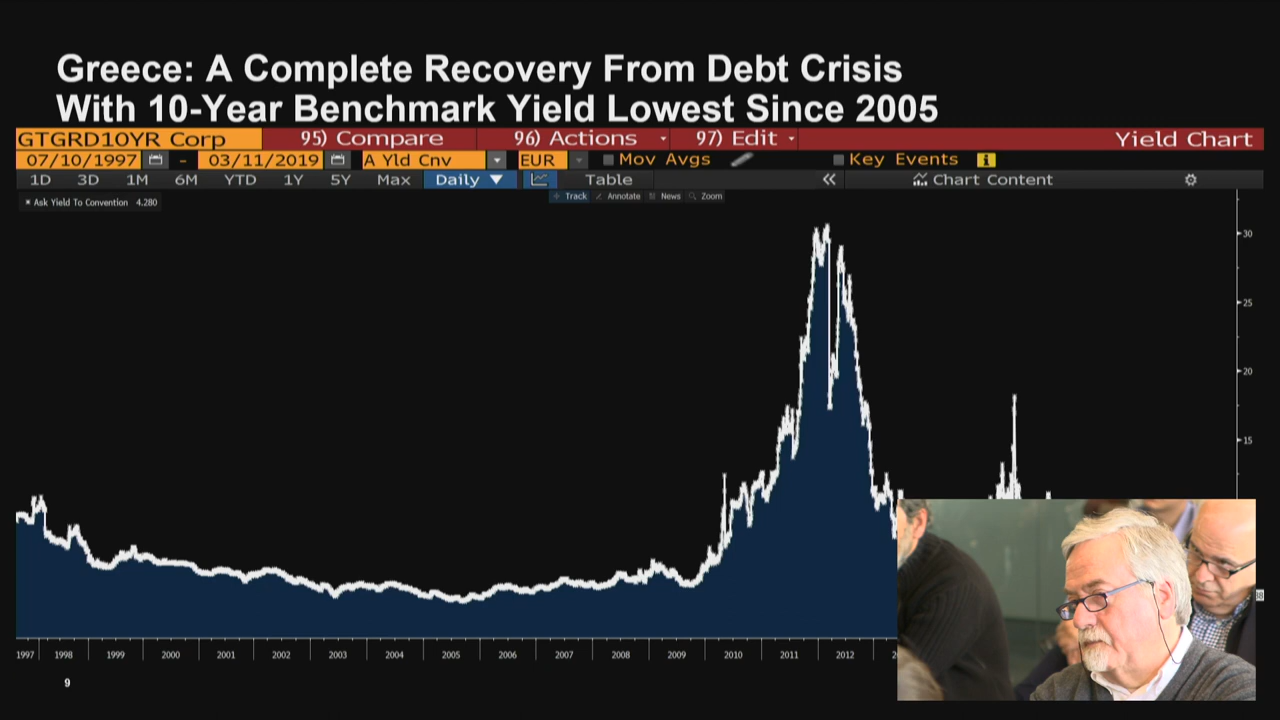 Greece: A Complete Recovery From Debt Crisis
With 10-Year Benchmark Yield Lowest Since 2005
GTGRD10YR Corp 95) Compare 96) Actions 97) Edit Yield Chart
07/10/1997 - 03/11/2019 A Yld Cnv EUR Mov Avgs Key Events
1D 3D 1M 6M YTD 1Y 5Y Max Daily ▼ Table « Chart Content
Track Annotate News Zoom
Ask Yield To Convention 4.280
30
25
20
15
1997 1998 1999 2000 2001 2002 2003 2004 2005 2006 2007 2008 2009 2010 2011 2012
9